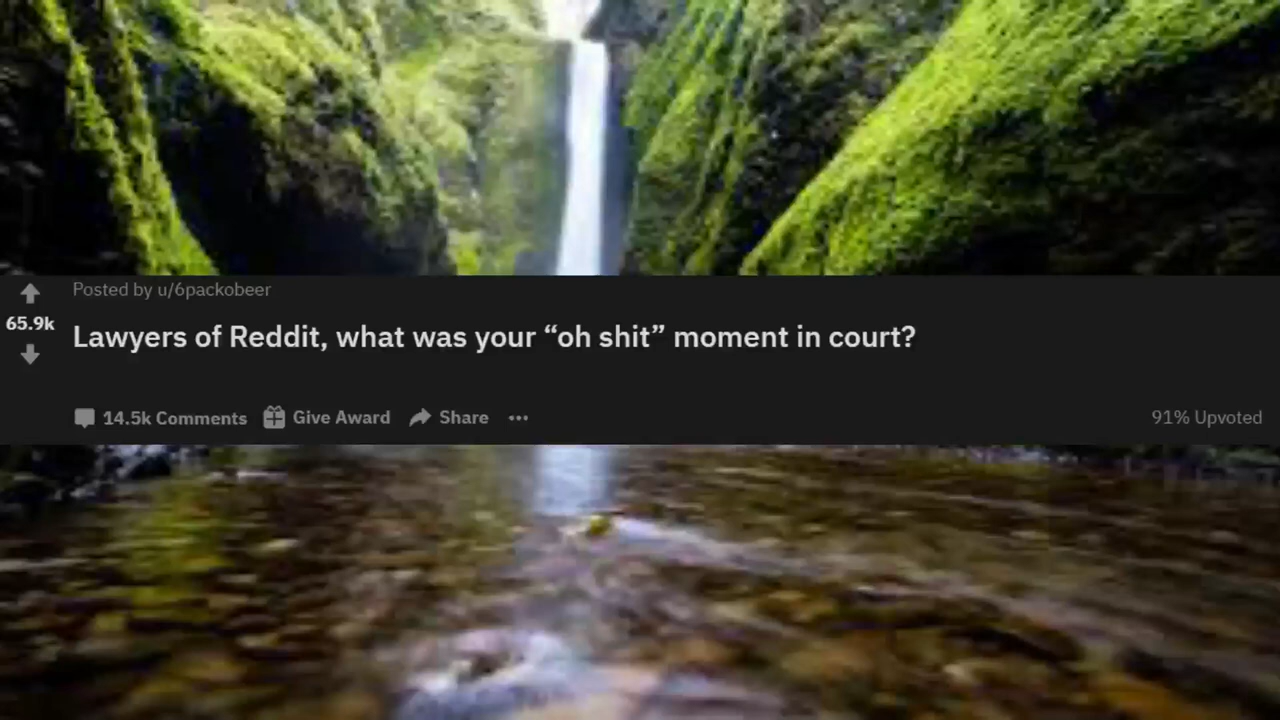 Posted by u/6packobeer
65.9k
Lawyers of Reddit, what was your “oh shit” moment in court?
14.5k Comments Give Award Share ••• 91% Upvoted